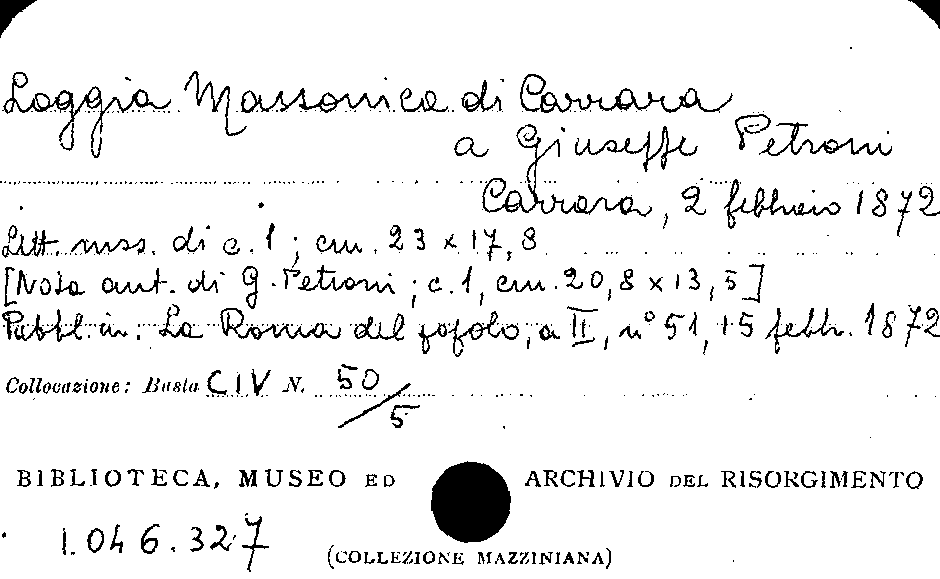 Loggia Massonica di Carrara
a Giuseppe Petroni
Carrara, 2 febbraio 1872
Lett. mss. di c. 1; cm. 23 x 17,8
[Nota aut. di G. Petroni; c. 1, cm. 20,8 x 13,5]
Pubbl. in: La Roma del popolo, a II, n° 51, 15 febbr. 1872
Collocazione: Busta CIV N. 50/5
BIBLIOTECA, MUSEO ED ARCHIVIO DEL RISORGIMENTO
1.046.327
(COLLEZIONE MAZZINIANA)